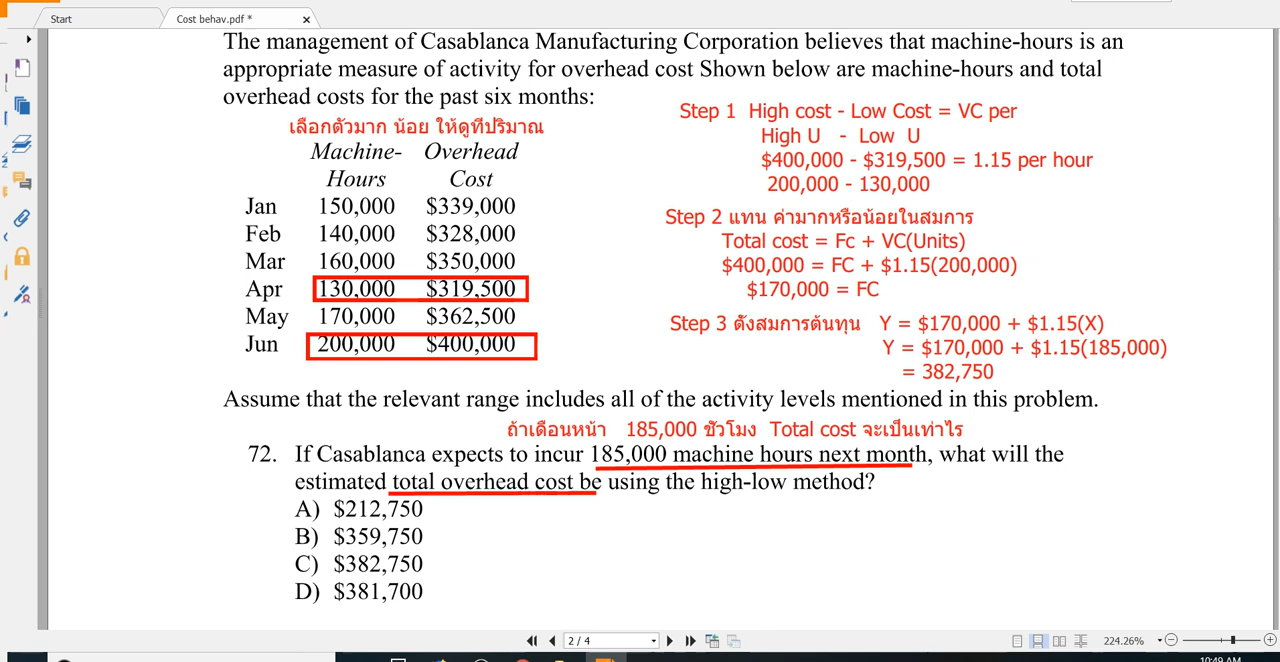 Start
Cost behav.pdf *
The management of Casablanca Manufacturing Corporation believes that machine-hours is an
appropriate measure of activity for overhead cost Shown below are machine-hours and total
overhead costs for the past six months:
เลือกตัวมาก น้อย ให้ดูที่ปริมาณ
Machine- Overhead
Hours Cost
Jan 150,000 $339,000
Feb 140,000 $328,000
Mar 160,000 $350,000
Apr 130,000 $319,500
May 170,000 $362,500
Jun 200,000 $400,000
Step 1 High cost - Low Cost = VC per
High U - Low U
$400,000 - $319,500 = 1.15 per hour
200,000 - 130,000
Step 2 แทน ค่ามากหรือน้อยในสมการ
Total cost = Fc + VC(Units)
$400,000 = FC + $1.15(200,000)
$170,000 = FC
Step 3 ตั้งสมการต้นทุน Y = $170,000 + $1.15(X)
Y = $170,000 + $1.15(185,000)
= 382,750
Assume that the relevant range includes all of the activity levels mentioned in this problem.
ถ้าเดือนหน้า 185,000 ชั่วโมง Total cost จะเป็นเท่าไร
72. If Casablanca expects to incur 185,000 machine hours next month, what will the
estimated total overhead cost be using the high-low method?
A) $212,750
B) $359,750
C) $382,750
D) $381,700
2 / 4
224.26%
10:49 AM